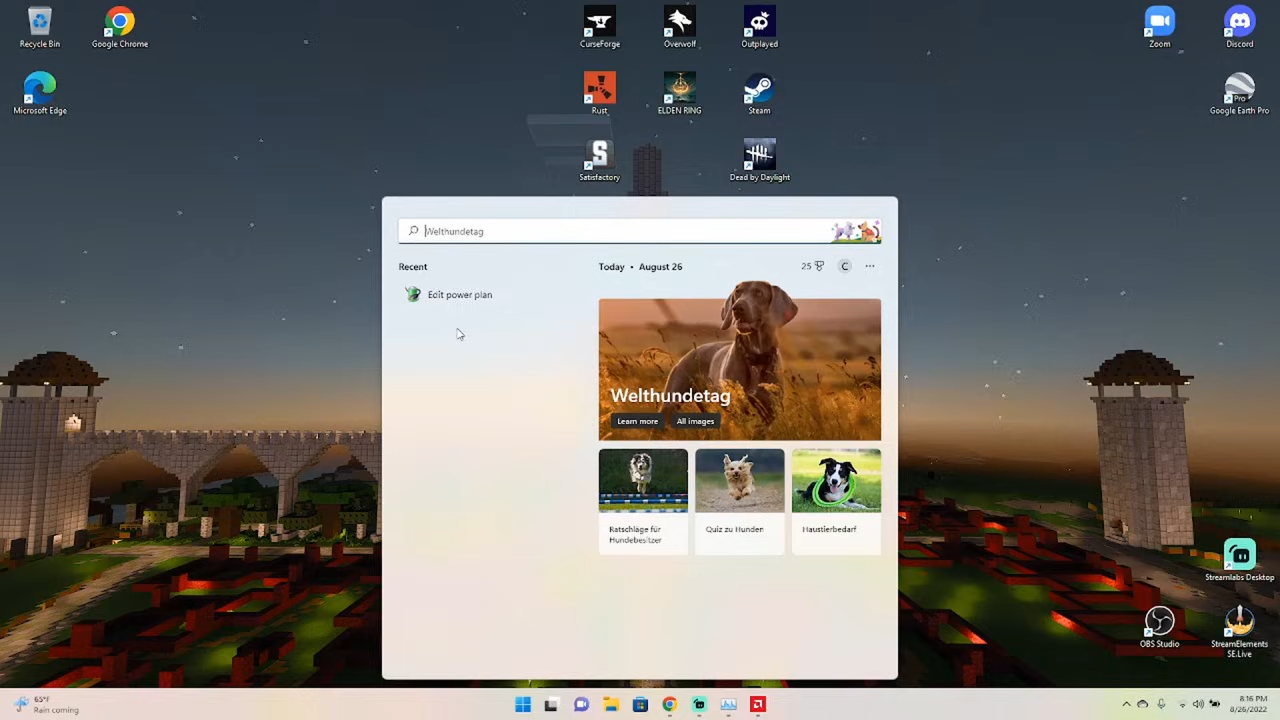 Recycle Bin
Google Chrome
CurseForge
Overwolf
Outplayed
Zoom
Discord
Microsoft Edge
Rust
ELDEN RING
Steam
Pro
Google Earth Pro
S
Satisfactory
Dead by Daylight
Welthundetag
Recent
Today • August 26
25
C
Edit power plan
Welthundetag
Learn more
All images
Ratschläge für
Hundebesitzer
Quiz zu Hunden
Haustierbedarf
Streamlabs Desktop
OBS Studio
StreamElements
SE.Live
65°F
Rain coming
8:16 PM
8/26/2022